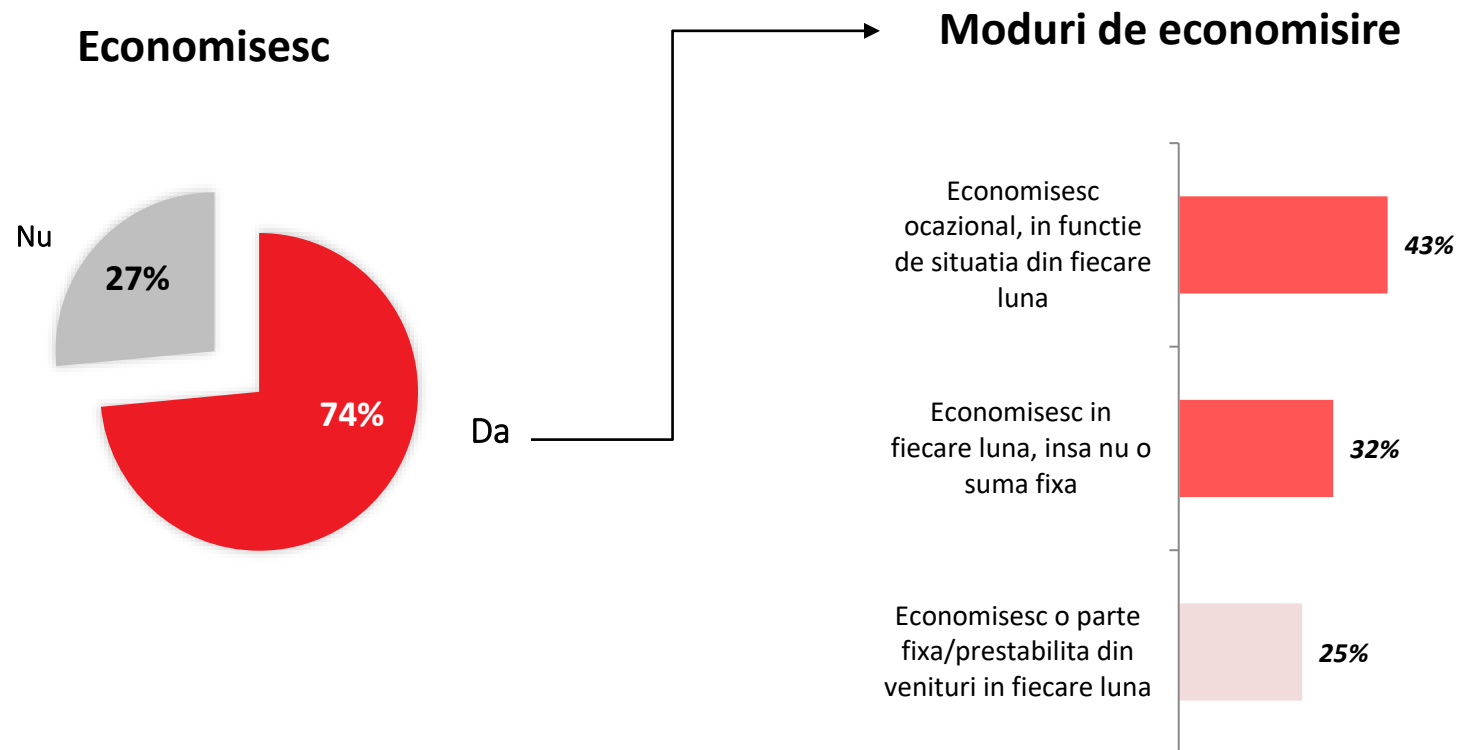 Economisesc
Nu
27%
74%
Da
Moduri de economisire
Economisesc
ocazional, in functie
de situatia din fiecare
luna
43%
Economisesc in
fiecare luna, insa nu o
suma fixa
32%
Economisesc o parte
fixa/prestabilita din
venituri in fiecare luna
25%